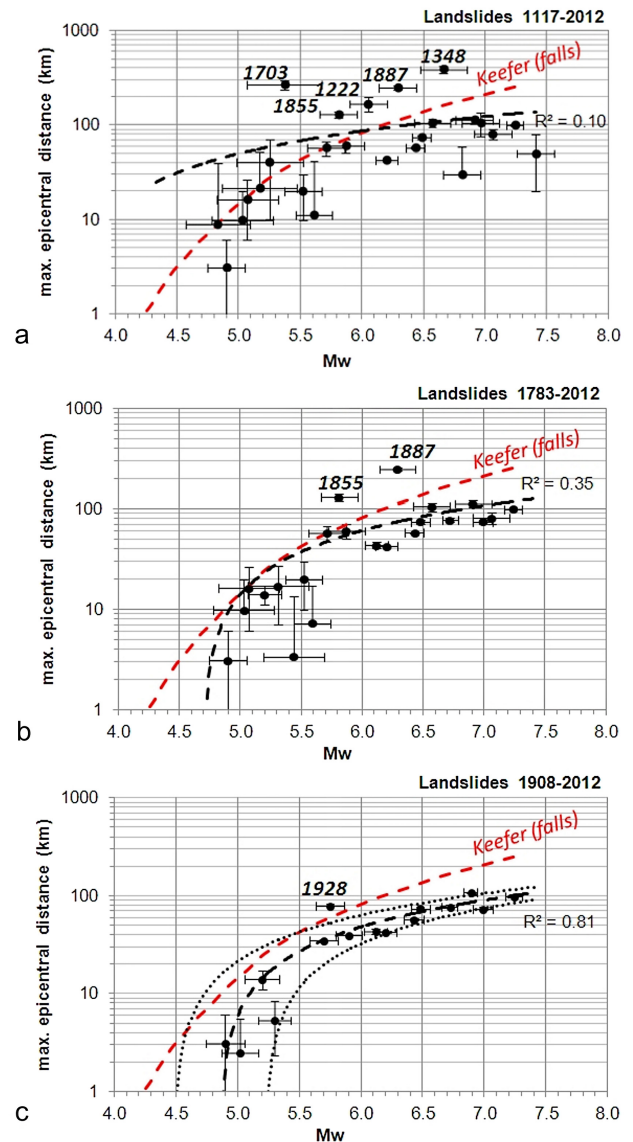 Landslides 1117-2012
1000
100
10
1
max. epicentral distance (km)
1703
1855
1222
1887
1348
Keefer (falls)
R² = 0.10
4.0 4.5 5.0 5.5 6.0 6.5 7.0 7.5 8.0
Mw
a
Landslides 1783-2012
1000
100
10
1
max. epicentral distance (km)
1855
1887
Keefer (falls)
R² = 0.35
4.0 4.5 5.0 5.5 6.0 6.5 7.0 7.5 8.0
Mw
b
Landslides 1908-2012
1000
100
10
1
max. epicentral distance (km)
1928
Keefer (falls)
R² = 0.81
4.0 4.5 5.0 5.5 6.0 6.5 7.0 7.5 8.0
Mw
c